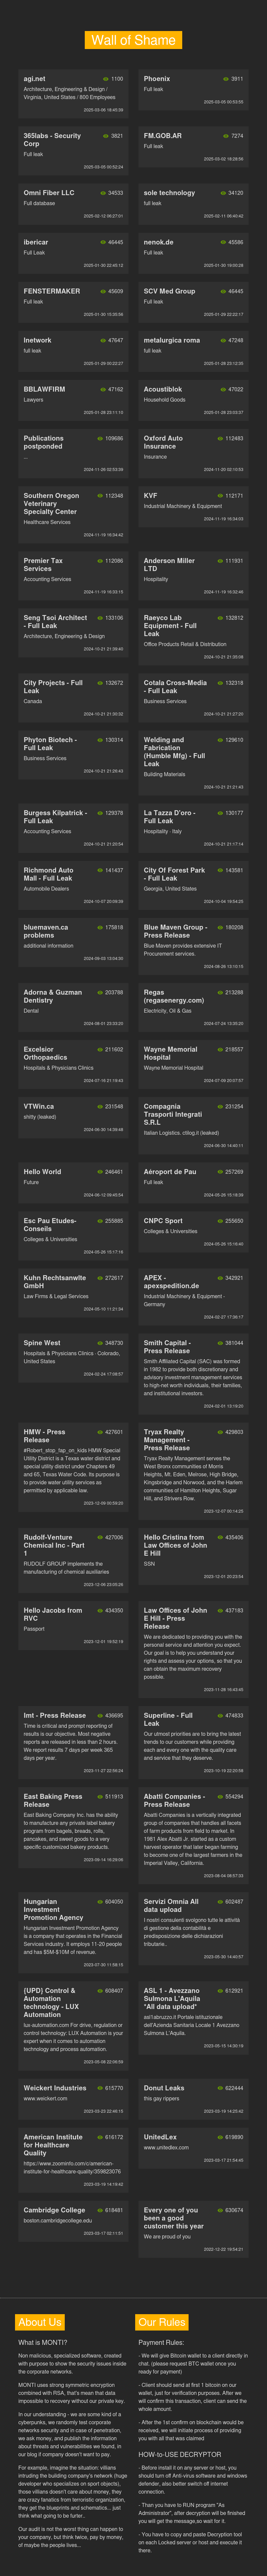 Wall of Shame
agi.net
1100
Architecture, Engineering & Design /
Virginia, United States / 800 Employees
2025-03-06 18:45:39
Phoenix
3911
Full leak
2025-03-05 00:53:55
365labs - Security
Corp
3821
Full leak
2025-03-05 00:52:24
FM.GOB.AR
7274
Full leak
2025-03-02 18:28:56
Omni Fiber LLC
34533
Full database
2025-02-12 09:27:01
sole technology
34120
full leak
2025-02-11 06:40:42
ibericar
46445
Full Leak
2025-01-30 22:45:12
nenok.de
45586
Full leak
2025-01-30 19:00:28
FENSTERMAKER
45609
Full leak
2025-01-30 15:35:56
SCV Med Group
46445
Full Leak
2025-01-29 22:22:17
Inetwork
47647
full leak
2025-01-29 00:22:27
metalurgica roma
47248
full leak
2025-01-28 23:12:35
BBLAWFIRM
47162
Lawyers
2025-01-28 23:11:15
Acoustiblok
47022
Household Goods
2025-01-28 23:03:37
Publications
postponded
109686
...
2024-11-26 02:53:39
Oxford Auto
Insurance
112483
Insurance
2024-11-20 02:10:53
Southern Oregon
Veterinary
Specialty Center
112348
Healthcare Services
2024-11-19 16:34:42
KVF
112171
Industrial Machinery & Equipment
2024-11-19 16:34:03
Premier Tax
Services
112086
Accounting Services
2024-11-19 16:33:15
Anderson Miller
LTD
111931
Hospitality
2024-11-19 16:32:46
Seng Tsoi Architect
- Full Leak
133106
Architecture, Engineering & Design
2024-10-21 21:39:40
Raeyco Lab
Equipment - Full
Leak
132812
Office Products Retail & Distribution
2024-10-21 21:35:08
City Projects - Full
Leak
132672
Canada
2024-10-21 21:30:32
Cotala Cross-Media
- Full Leak
132318
Business Services
2024-10-21 21:27:20
Phyton Biotech -
Full Leak
130314
Business Services
2024-10-21 21:26:43
Welding and
Fabrication
(Humble Mfg) - Full
Leak
129610
Building Materials
2024-10-21 21:21:43
Burgess Kilpatrick -
Full Leak
129378
Accounting Services
2024-10-21 21:20:54
La Tazza D'oro -
Full Leak
130177
Hospitality · Italy
2024-10-21 21:17:14
Richmond Auto
Mall - Full Leak
141437
Automobile Dealers
2024-10-07 20:09:39
City Of Forest Park
- Full Leak
143581
Georgia, United States
2024-10-04 19:54:25
bluemaven.ca
problems
175818
additional information
2024-09-03 13:04:30
Blue Maven Group -
Press Release
180208
Blue Maven provides extensive IT
Procurement services.
2024-08-26 13:10:15
Adorna & Guzman
Dentistry
203788
Dental
2024-08-01 23:33:20
Regas
(regasenergy.com)
213288
Electricity, Oil & Gas
2024-07-24 13:25:20
Excelsior
Orthopaedics
211602
Hospitals & Physicians Clinics
2024-07-16 21:18:43
Wayne Memorial
Hospital
218557
Wayne Memorial Hospital
2024-07-09 20:07:57
VTWin.ca
231548
shitty (leaked)
2024-06-30 14:39:48
Compagnia
Trasporti Integrati
S.R.L
231254
Italian Logistics. citlog.it (leaked)
2024-06-30 14:40:11
Hello World
246461
Future
2024-06-12 39:45:54
Aéroport de Pau
257269
Full leak
2024-05-26 15:18:39
Esc Pau Etudes-
Conseils
255885
Colleges & Universities
2024-05-26 15:17:16
CNPC Sport
255650
Colleges & Universities
2024-05-26 15:16:40
Kuhn Rechtsanwlte
GmbH
272617
Law Firms & Legal Services
2024-05-10 11:21:34
APEX -
apexspedition.de
342921
Industrial Machinery & Equipment ·
Germany
2024-02-27 17:36:17
Spine West
348730
Hospitals & Physicians Clinics · Colorado,
United States
2024-02-24 17:09:57
Smith Capital -
Press Release
381044
Smith Affiliated Capital (SAC) was formed
in 1982 to provide both discretionary and
advisory investment management services
to high-net worth individuals, their families,
and institutional investors.
2024-02-01 13:19:20
HMW - Press
Release
427601
#Robert_stop_fap_on_kids HMW Special
Utility District is a Texas water district and
special utility district under Chapters 49
and 65, Texas Water Code. Its purpose is
to provide water utility services as
permitted by applicable law.
2023-12-09 00:59:20
Tryax Realty
Management -
Press Release
429803
Tryax Realty Management serves the
West Bronx communities of Morris
Heights, Mt. Eden, Melrose, High Bridge,
Kingsbridge and Norwood, and the Harlem
communities of Hamilton Heights, Sugar
Hill, and Strivers Row.
2023-12-07 00:14:25
Rudolf-Venture
Chemical Inc - Part
1
427006
RUDOLF GROUP implements the
manufacturing of chemical auxiliaries
2023-12-06 23:05:26
Hello Cristina from
Law Offices of John
E Hill
435406
SSN
2023-12-01 20:23:54
Hello Jacobs from
RVC
434350
Passport
2023-12-01 19:52:19
Law Offices of John
E Hill - Press
Release
437183
We are dedicated to providing you with the
personal service and attention you expect.
Our goal is to help you understand your
rights and assess your options, so that you
can obtain the maximum recovery
possible.
2023-11-28 16:43:45
Imt - Press Release
436695
Time is critical and prompt reporting of
results is our objective. Most negative
reports are released in less than 2 hours.
We report results 7 days per week 365
days per year.
2023-11-27 22:56:24
Superline - Full
Leak
474833
Our utmost priorities are to bring the latest
trends to our customers while providing
each and every one with the quality care
and service that they deserve.
2023-10-19 22:20:58
East Baking Press
Release
511913
East Baking Company Inc. has the ability
to manufacture any private label bakery
program from bagels, breads, rolls,
pancakes, and sweet goods to a very
specific customized bakery products.
2023-09-14 16:29:06
Abatti Companies -
Press Release
554294
Abatti Companies is a vertically integrated
group of companies that handles all facets
of farm products from field to market. In
1981 Alex Abatti Jr. started as a custom
harvest operator that later began farming
to become one of the largest farmers in the
Imperial Valley, California.
2023-08-04 08:57:33
Hungarian
Investment
Promotion Agency
604050
Hungarian Investment Promotion Agency
is a company that operates in the Financial
Services industry. It employs 11-20 people
and has $5M-$10M of revenue.
2023-07-30 11:58:15
Servizi Omnia All
data upload
602487
I nostri consulenti svolgono tutte le attività
di gestione della contabilità e
predisposizione delle dichiarazioni
tributarie..
2023-05-30 14:40:57
{UPD} Control &
Automation
technology - LUX
Automation
608407
lux-automation.com For drive, regulation or
control technology: LUX Automation is your
expert when it comes to automation
technology and process automation.
2023-05-08 22:06:59
ASL 1 - Avezzano
Sulmona L'Aquila
"All data upload"
612921
asl1abruzzo.it Portale istituzionale
dell'Azienda Sanitaria Locale 1 Avezzano
Sulmona L'Aquila.
2023-05-15 14:30:19
Weickert Industries
615770
www.weickert.com
2023-03-23 22:46:15
Donut Leaks
622444
this gay rippers
2023-03-19 14:25:42
American Institute
for Healthcare
Quality
616172
https://www.zoominfo.com/c/american-
institute-for-healthcare-quality/359823076
2023-03-19 14:19:42
UnitedLex
619890
www.unitedlex.com
2023-03-17 21:54:45
Cambridge College
618481
boston.cambridgecollege.edu
2023-03-17 02:11:51
Every one of you
been a good
customer this year
630674
We are proud of you
2022-12-22 19:54:21
About Us
What is MONTI?
Non malicious, specialised software, created
with purpose to show the security issues inside
the corporate networks.
MONTI uses strong symmetric encryption
combined with RSA, that's mean that data
impossible to recovery without our private key.
In our understanding - we are some kind of a
cyberpunks, we randomly test corporate
networks security and in case of penetration,
we ask money, and publish the information
about threats and vulnerabilities we found, in
our blog if company doesn't want to pay.
For example, imagine the situation: villians
intruding the building company's network (huge
developer who specialises on sport objects),
those villians doesn't care about money, they
are crazy fanatics from terroristic organization,
they get the blueprints and schematics... just
think what going to be furter...
Our audit is not the worst thing can happen to
your company, but think twice, pay by money,
of maybe the people lives...
Our Rules
Payment Rules:
- We will give Bitcoin wallet to a client directly in
chat. (please request BTC wallet once you
ready for payment)
- Client should send at first 1 bitcoin on our
wallet, just for verification purposes. After we
will confirm this transaction, client can send the
whole amount.
- After the 1st confirm on blockchain would be
received, we will initiate process of providing
you with all that was claimed
HOW-to-USE DECRYPTOR
- Before install it on any server or host, you
should turn off Anti-virus software and windows
defender, also better switch off internet
connection.
- Than you have to RUN program "As
Administrator", after decryption will be finished
you will get the message,so wait for it.
- You have to copy and paste Decryption tool
on each Locked server or host and execute it
there.